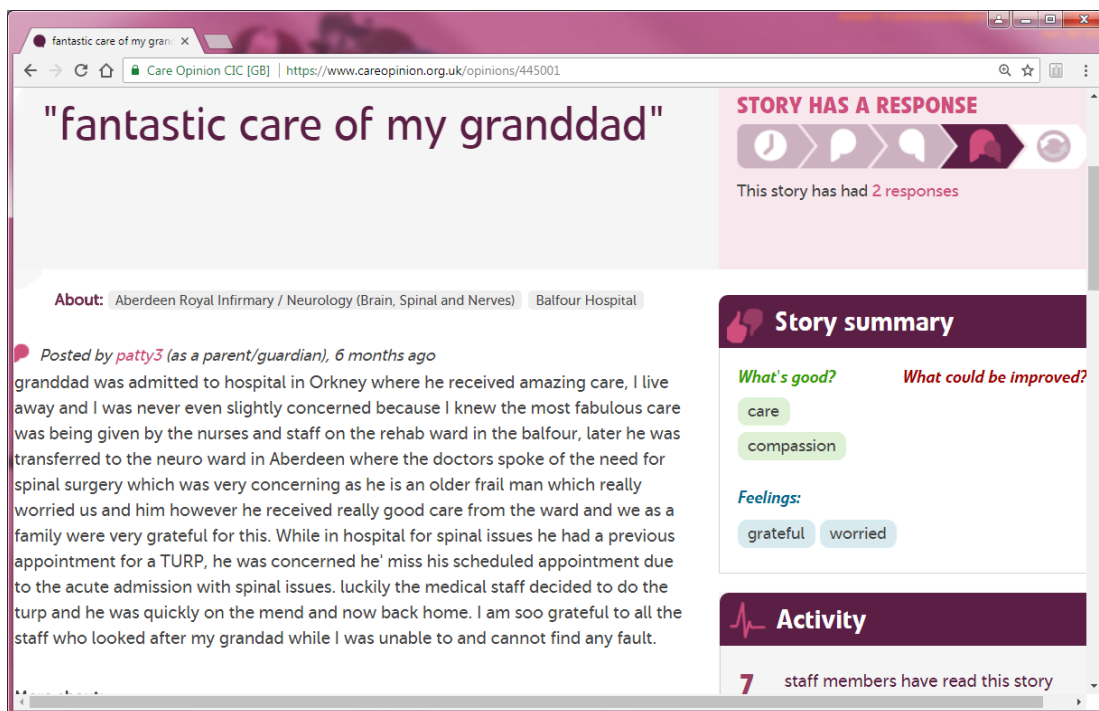 fantastic care of my gran
Care Opinion CIC [GB] | https://www.careopinion.org.uk/opinions/445001
"fantastic care of my granddad"
STORY HAS A RESPONSE
This story has had 2 responses
About: Aberdeen Royal Infirmary / Neurology (Brain, Spinal and Nerves) Balfour Hospital
Posted by patty3 (as a parent/guardian), 6 months ago
granddad was admitted to hospital in Orkney where he received amazing care, I live
away and I was never even slightly concerned because I knew the most fabulous care
was being given by the nurses and staff on the rehab ward in the balfour, later he was
transferred to the neuro ward in Aberdeen where the doctors spoke of the need for
spinal surgery which was very concerning as he is an older frail man which really
worried us and him however he received really good care from the ward and we as a
family were very grateful for this. While in hospital for spinal issues he had a previous
appointment for a TURP, he was concerned he' miss his scheduled appointment due
to the acute admission with spinal issues. luckily the medical staff decided to do the
turp and he was quickly on the mend and now back home. I am soo grateful to all the
staff who looked after my grandad while I was unable to and cannot find any fault.
Story summary
What's good? What could be improved?
care
compassion
Feelings:
grateful worried
Activity
7 staff members have read this story